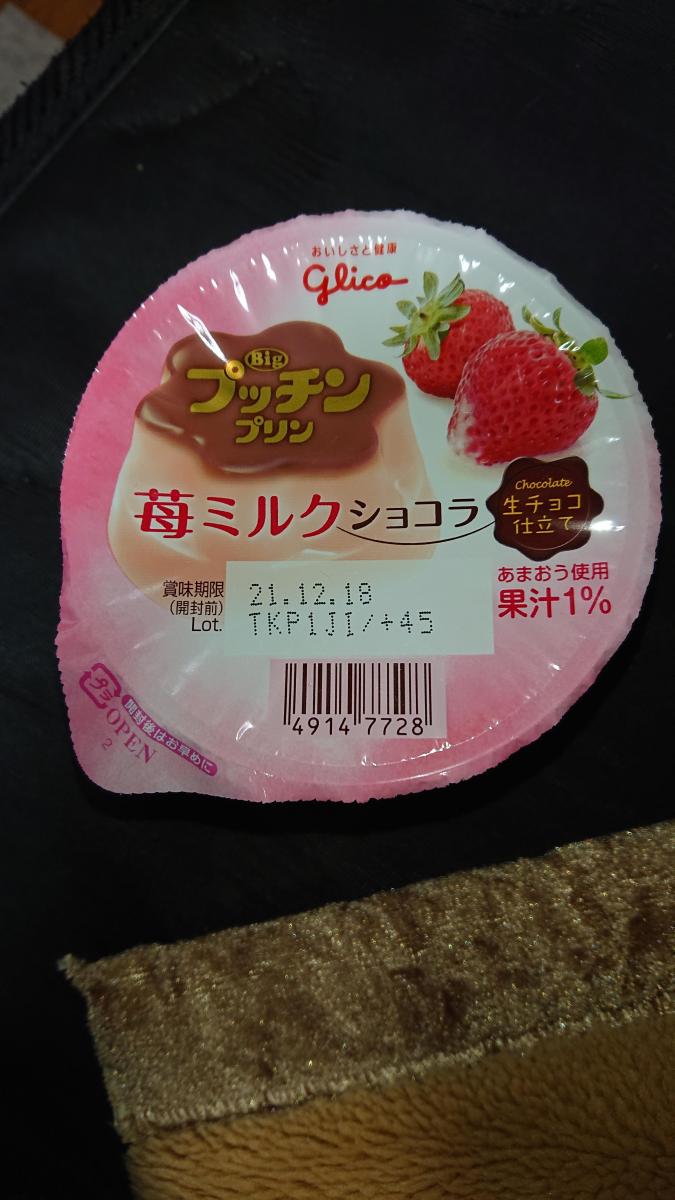 おいしさと健康
Glico
Big
プッチン
プリン
苺ミルクショコラ
Chocolate
生チョコ
仕立て
あまおう使用
果汁1%
賞味期限
(開封前)
Lot.
21.12.18
TKP1JI/+45
4914 7728
プラ
開封後はお早めに
OPEN
2